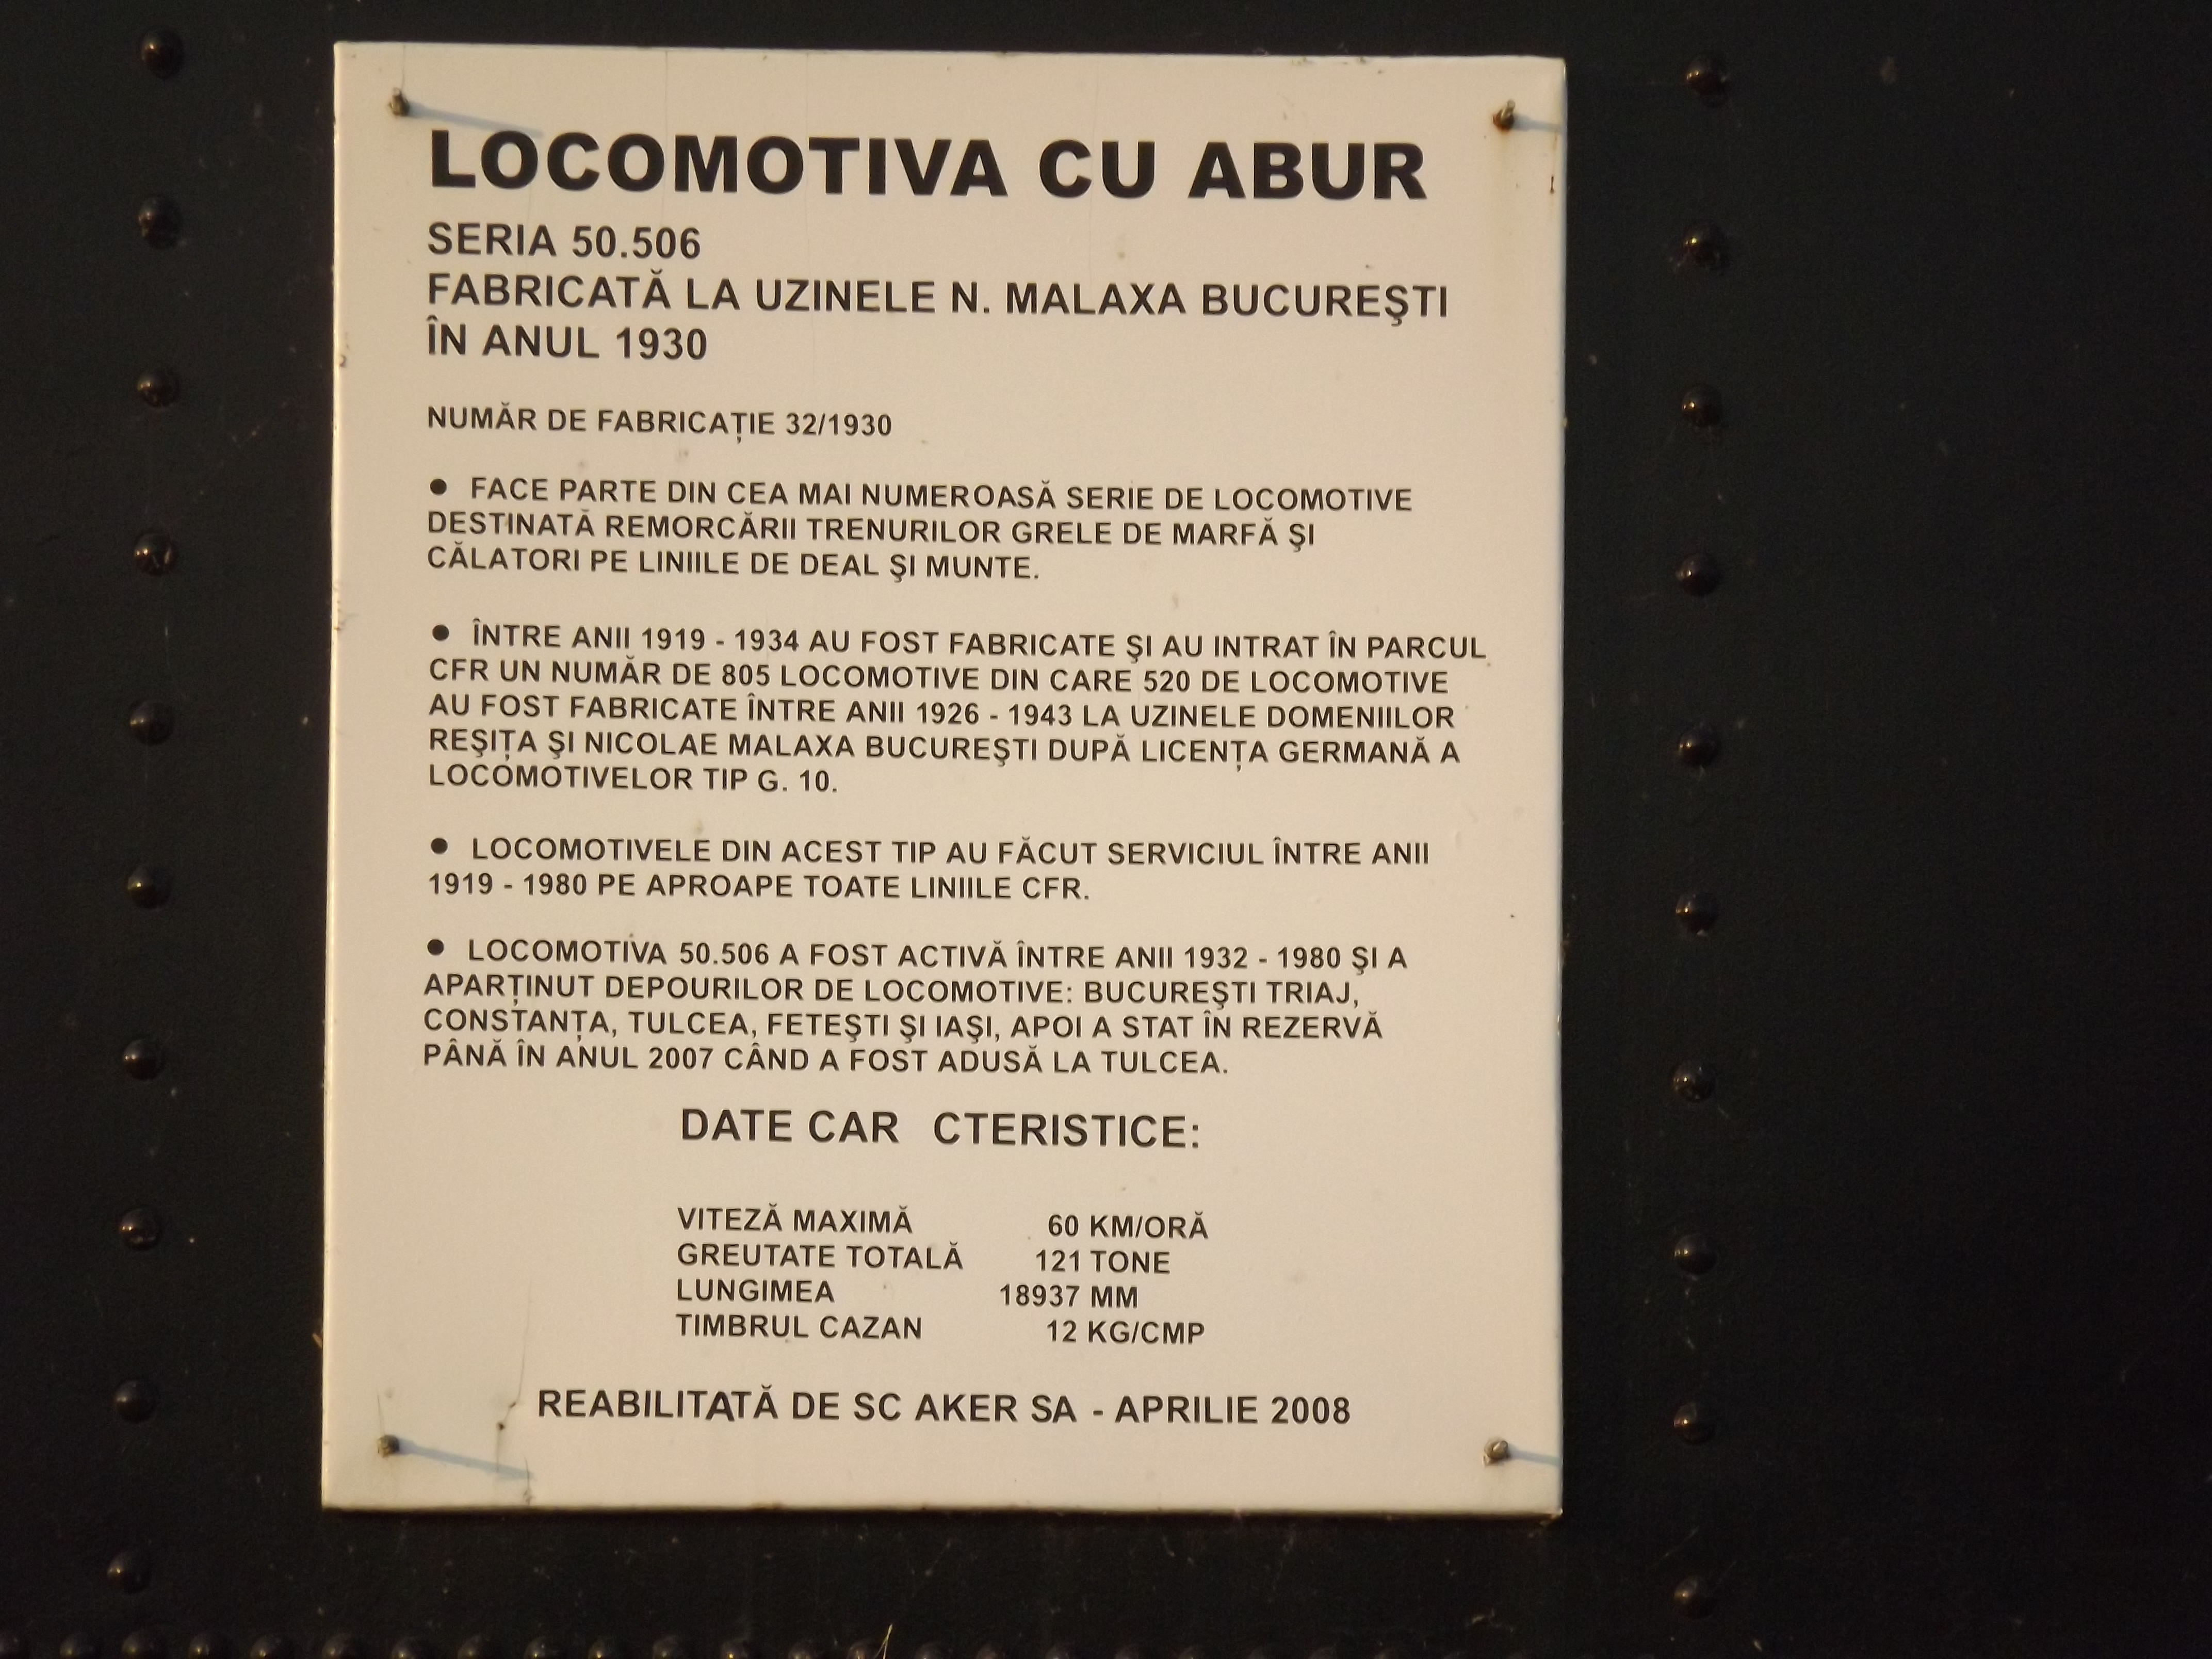 LOCOMOTIVA CU ABUR
SERIA 50.506
FABRICATĂ LA UZINELE N. MALAXA BUCUREŞTI
ÎN ANUL 1930
NUMĂR DE FABRICAŢIE 32/1930
● FACE PARTE DIN CEA MAI NUMEROASĂ SERIE DE LOCOMOTIVE
DESTINATĂ REMORCĂRII TRENURILOR GRELE DE MARFĂ ŞI
CĂLATORI PE LINIILE DE DEAL ŞI MUNTE.
● ÎNTRE ANII 1919 - 1934 AU FOST FABRICATE ŞI AU INTRAT ÎN PARCUL
CFR UN NUMĂR DE 805 LOCOMOTIVE DIN CARE 520 DE LOCOMOTIVE
AU FOST FABRICATE ÎNTRE ANII 1926 - 1943 LA UZINELE DOMENIILOR
REŞIŢA ŞI NICOLAE MALAXA BUCUREŞTI DUPĂ LICENŢA GERMANĂ A
LOCOMOTIVELOR TIP G. 10.
● LOCOMOTIVELE DIN ACEST TIP AU FĂCUT SERVICIUL ÎNTRE ANII
1919 - 1980 PE APROAPE TOATE LINIILE CFR.
● LOCOMOTIVA 50.506 A FOST ACTIVĂ ÎNTRE ANII 1932 - 1980 ŞI A
APARŢINUT DEPOURILOR DE LOCOMOTIVE: BUCUREŞTI TRIAJ,
CONSTANŢA, TULCEA, FETEŞTI ŞI IAŞI, APOI A STAT ÎN REZERVĂ
PÂNĂ ÎN ANUL 2007 CÂND A FOST ADUSĂ LA TULCEA.
DATE CAR CTERISTICE:
VITEZĂ MAXIMĂ 60 KM/ORĂ
GREUTATE TOTALĂ 121 TONE
LUNGIMEA 18937 MM
TIMBRUL CAZAN 12 KG/CMP
REABILITATĂ DE SC AKER SA - APRILIE 2008